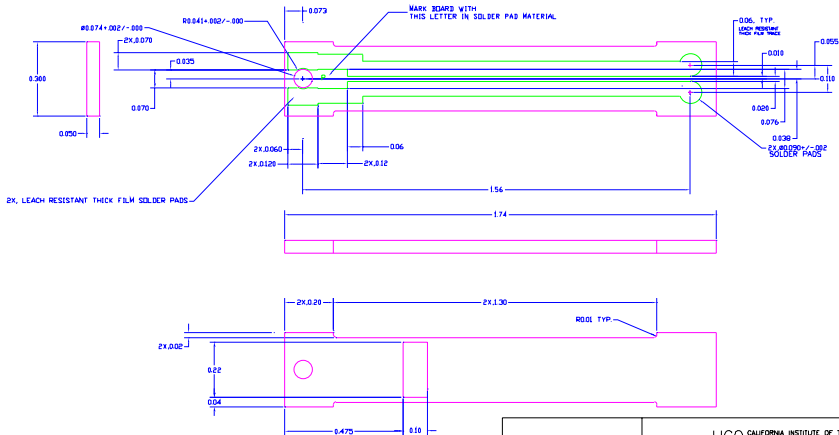 0.073
MARK BOARD WITH
THIS LETTER IN SOLDER PAD MATERIAL
⌀0.074+.002/-.000
R0.041+.002/-.000
2X,0.070
0.035
0.070
0.300
0.050
0.06, TYP.
LEACH RESISTANT
THICK FILM TRACE
0.055
0.010
0.110
0.020
0.076
0.038
2X,⌀0.090+/-.002
SOLDER PADS
2X,0.060
0.06
2X,0.120
2X,0.12
2X, LEACH RESISTANT THICK FILM SOLDER PADS
1.56
1.74
2X,0.20
2X,1.30
R0.01 TYP.
2X,0.02
0.22
0.04
0.475
0.10
LIGO CALIFORNIA INSTITUTE OF